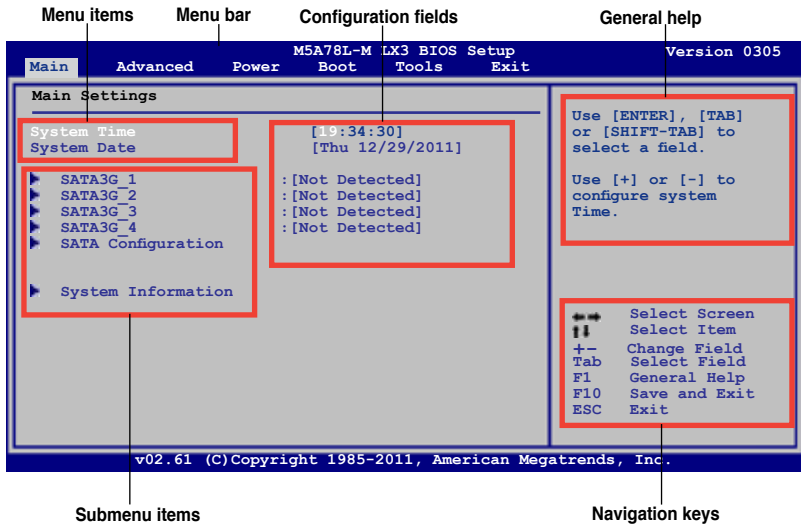 Menu items Menu bar Configuration fields General help
M5A78L-M LX3 BIOS Setup Version 0305
Main Advanced Power Boot Tools Exit
Main Settings
System Time [19:34:30]
System Date [Thu 12/29/2011]
SATA3G_1 :[Not Detected]
SATA3G_2 :[Not Detected]
SATA3G_3 :[Not Detected]
SATA3G_4 :[Not Detected]
SATA Configuration
System Information
Use [ENTER], [TAB]
or [SHIFT-TAB] to
select a field.
Use [+] or [-] to
configure system
Time.
Select Screen
Select Item
+- Change Field
Tab Select Field
F1 General Help
F10 Save and Exit
ESC Exit
v02.61 (C)Copyright 1985-2011, American Megatrends, Inc.
Submenu items Navigation keys